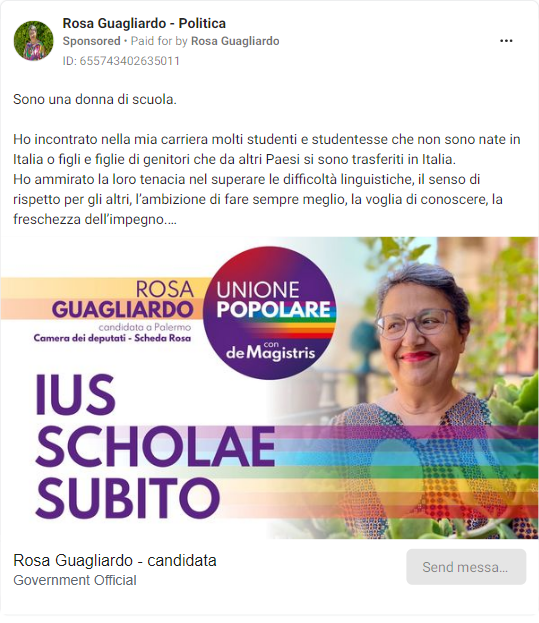 Rosa Guagliardo - Politica
Sponsored • Paid for by Rosa Guagliardo
ID: 655743402635011
Sono una donna di scuola.
Ho incontrato nella mia carriera molti studenti e studentesse che non sono nate in
Italia o figli e figlie di genitori che da altri Paesi si sono trasferiti in Italia.
Ho ammirato la loro tenacia nel superare le difficoltà linguistiche, il senso di
rispetto per gli altri, l'ambizione di fare sempre meglio, la voglia di conoscere, la
freschezza dell'impegno....
ROSA
GUAGLIARDO
candidata a Palermo
Camera dei deputati - Scheda Rosa
UNIONE
POPOLARE
con
de Magistris
IUS
SCHOLAE
SUBITO
Rosa Guagliardo - candidata
Government Official
Send messa...